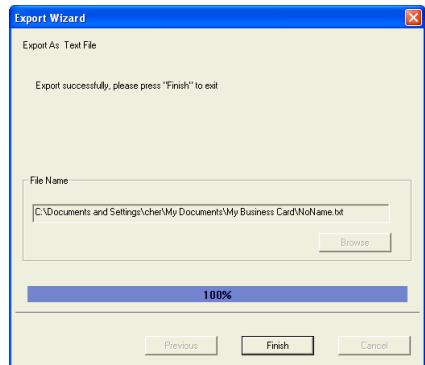 Export Wizard
Export As Text File
Export successfully, please press "Finish" to exit
File Name
C:\Documents and Settings\cher\My Documents\My Business Card\NoName.txt
Browse
100%
Previous Finish Cancel